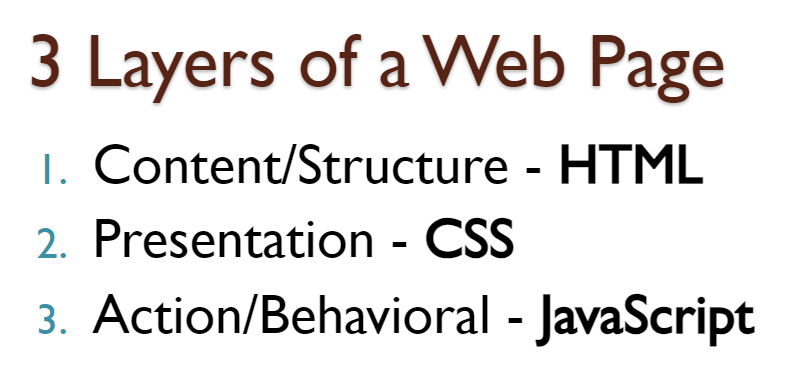 3 Layers of a Web Page
1. Content/Structure - HTML
2. Presentation - CSS
3. Action/Behavioral - JavaScript